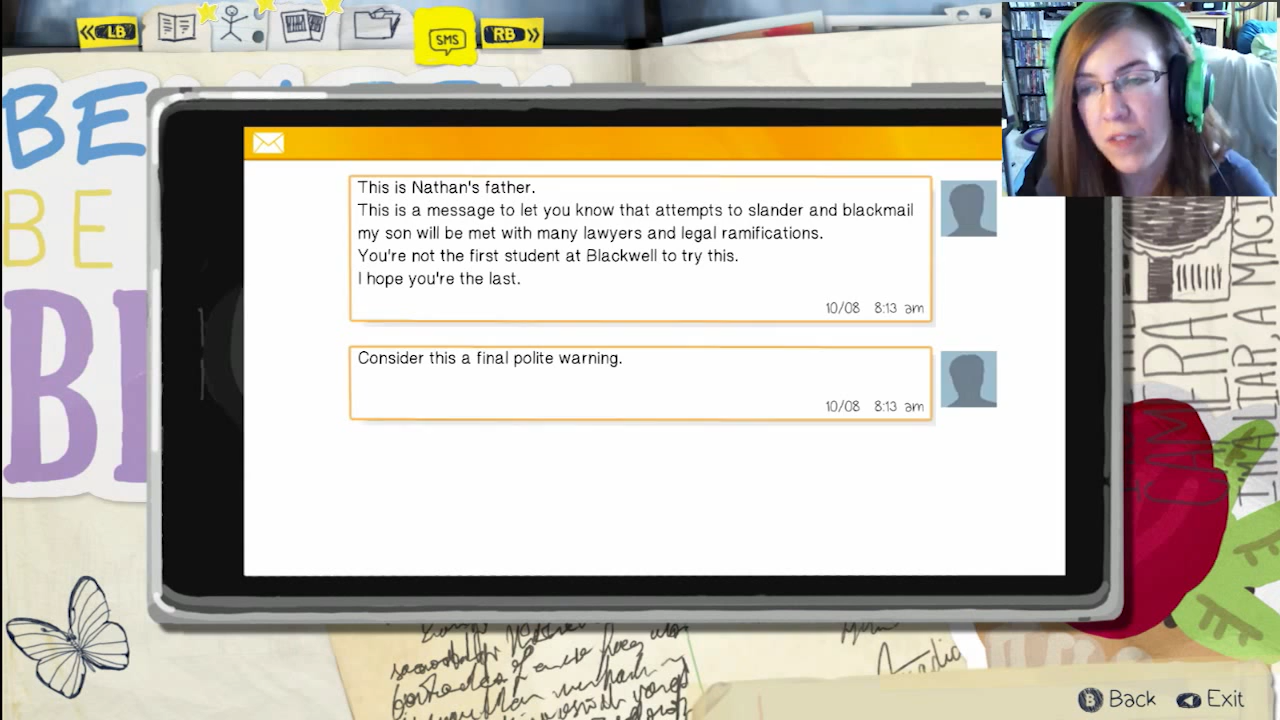 LB
SMS
RB
BE
BE
This is Nathan's father.
This is a message to let you know that attempts to slander and blackmail
my son will be met with many lawyers and legal ramifications.
You're not the first student at Blackwell to try this.
I hope you're the last.
10/08 8:13 am
Consider this a final polite warning.
10/08 8:13 am
CAMERA
Back
Exit